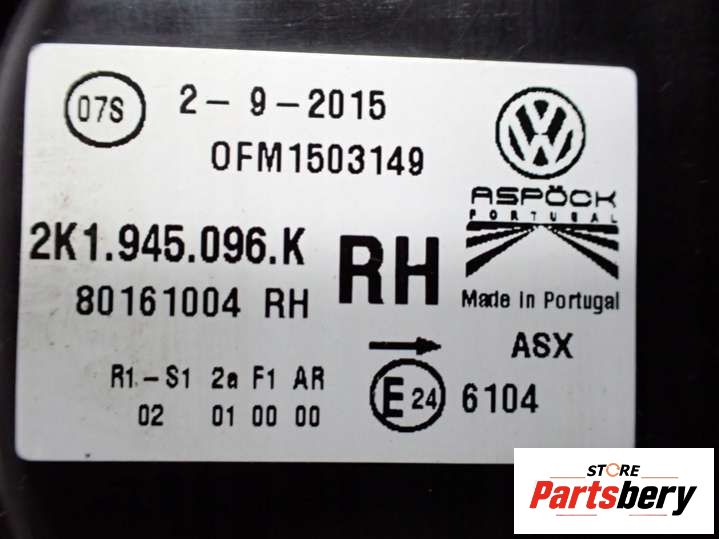 07S
2-9-2015
OFM1503149
VW
ASPÖCK
PORTUGAL
2K1.945.096.K
RH
80161004 RH
Made in Portugal
ASX
R1-S1 2a F1 AR
02 01 00 00
E 24
6104
STORE
Partsbery